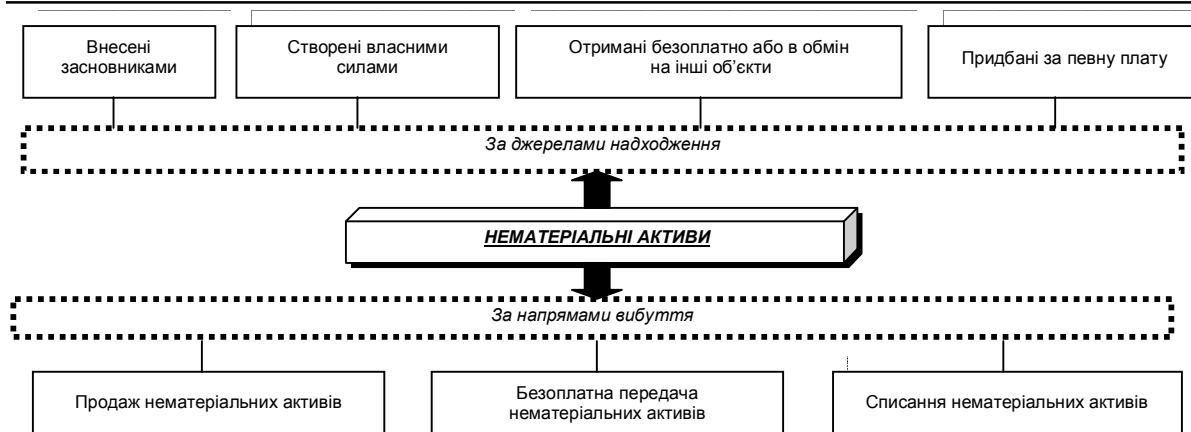 Внесені
засновниками
Створені власними
силами
Отримані безоплатно або в обмін
на інші об’єкти
Придбані за певну плату
За джерелами надходження
НЕМАТЕРІАЛЬНІ АКТИВИ
За напрямами вибуття
Продаж нематеріальних активів
Безоплатна передача
нематеріальних активів
Списання нематеріальних активів